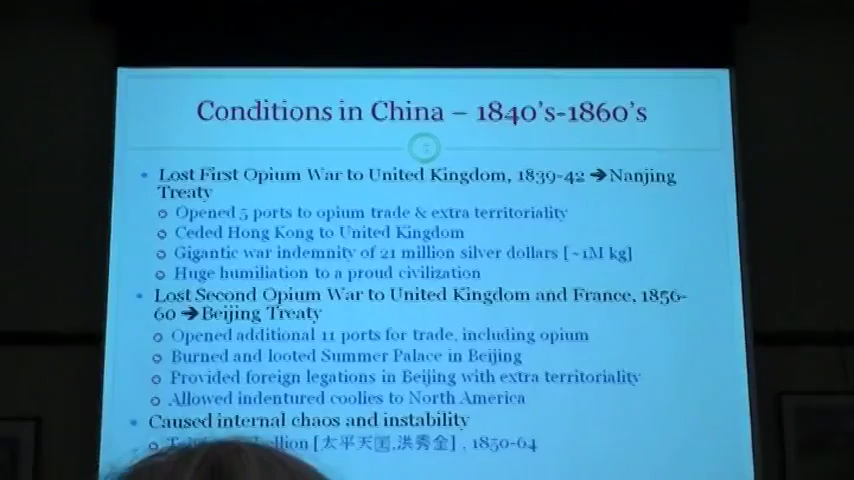 Conditions in China – 1840's-1860's
• Lost First Opium War to United Kingdom, 1839-42 ➔Nanjing
Treaty
Opened 5 ports to opium trade & extra territoriality
Ceded Hong Kong to United Kingdom
Gigantic war indemnity of 21 million silver dollars [~1M kg]
Huge humiliation to a proud civilization
• Lost Second Opium War to United Kingdom and France, 1856-
60 ➔Beijing Treaty
Opened additional 11 ports for trade, including opium
Burned and looted Summer Palace in Beijing
Provided foreign legations in Beijing with extra territoriality
Allowed indentured coolies to North America
• Caused internal chaos and instability
[太平天囯,洪秀全] , 1850-64